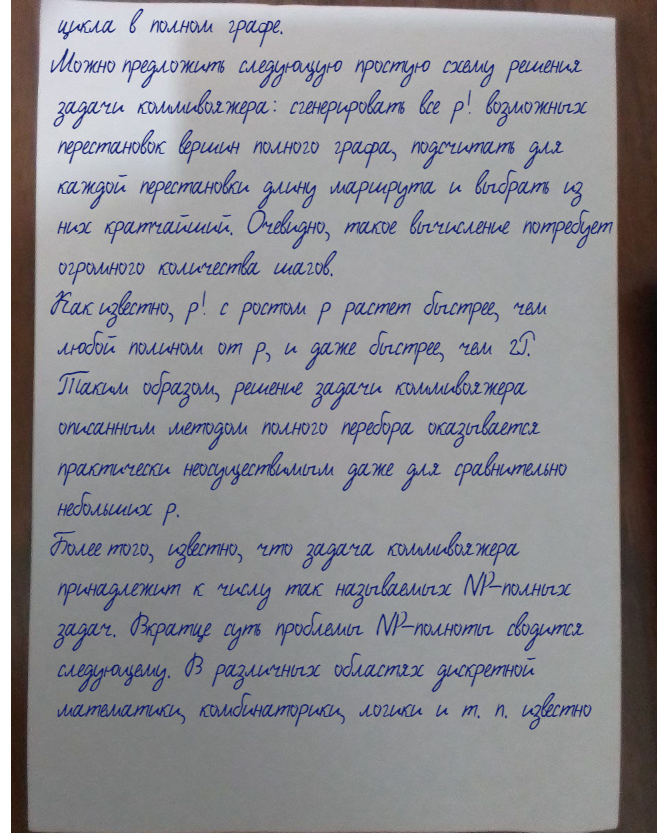 цикла в полном графе.
Можно предложить следующую простую схему решения
задачи коммивояжера: сгенерировать все p! возможных
перестановок вершин полного графа, подсчитать для
каждой перестановки длину маршрута и выбрать из
них кратчайший. Очевидно, такое вычисление потребует
огромного количества шагов.
Как известно, p! с ростом p растет быстрее, чем
любой полином от p, и даже быстрее, чем 2Г.
Таким образом, решение задачи коммивояжера
описанным методом полного перебора оказывается
практически неосуществимым даже для сравнительно
небольших p.
Более того, известно, что задача коммивояжера
принадлежит к числу так называемых NP-полных
задач. Вкратце суть проблемы NP-полноты сводится
следующему. В различных областях дискретной
математики, комбинаторики, логики и т. п. известно